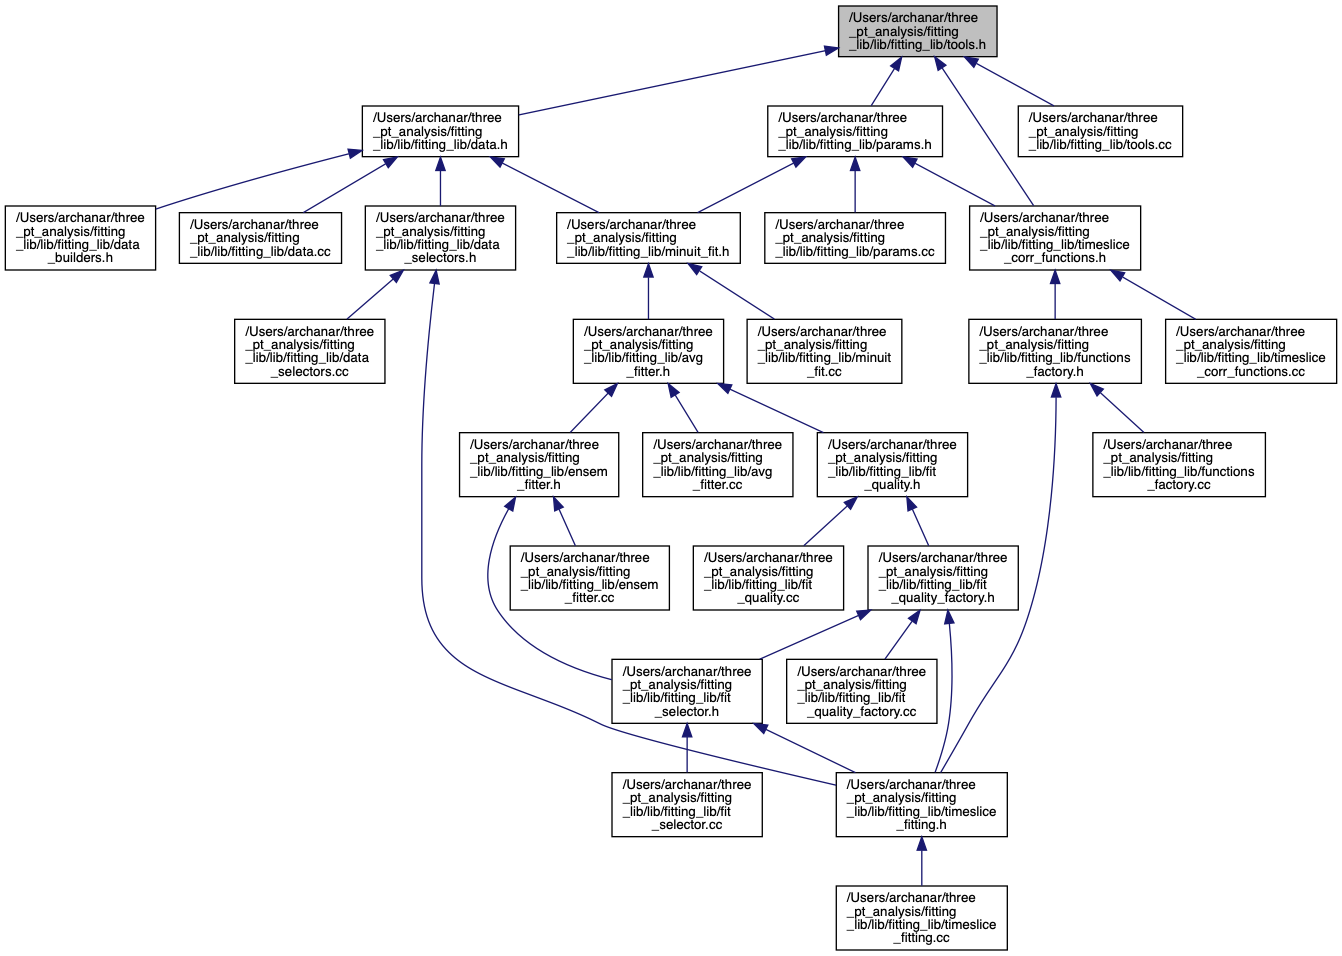 /Users/archanar/three
_pt_analysis/fitting
_lib/lib/fitting_lib/tools.h
/Users/archanar/three
_pt_analysis/fitting
_lib/lib/fitting_lib/data.h
/Users/archanar/three
_pt_analysis/fitting
_lib/lib/fitting_lib/params.h
/Users/archanar/three
_pt_analysis/fitting
_lib/lib/fitting_lib/tools.cc
/Users/archanar/three
_pt_analysis/fitting
_lib/lib/fitting_lib/data
_builders.h
/Users/archanar/three
_pt_analysis/fitting
_lib/lib/fitting_lib/data.cc
/Users/archanar/three
_pt_analysis/fitting
_lib/lib/fitting_lib/data
_selectors.h
/Users/archanar/three
_pt_analysis/fitting
_lib/lib/fitting_lib/minuit_fit.h
/Users/archanar/three
_pt_analysis/fitting
_lib/lib/fitting_lib/params.cc
/Users/archanar/three
_pt_analysis/fitting
_lib/lib/fitting_lib/timeslice
_corr_functions.h
/Users/archanar/three
_pt_analysis/fitting
_lib/lib/fitting_lib/data
_selectors.cc
/Users/archanar/three
_pt_analysis/fitting
_lib/lib/fitting_lib/avg
_fitter.h
/Users/archanar/three
_pt_analysis/fitting
_lib/lib/fitting_lib/minuit
_fit.cc
/Users/archanar/three
_pt_analysis/fitting
_lib/lib/fitting_lib/functions
_factory.h
/Users/archanar/three
_pt_analysis/fitting
_lib/lib/fitting_lib/timeslice
_corr_functions.cc
/Users/archanar/three
_pt_analysis/fitting
_lib/lib/fitting_lib/ensem
_fitter.h
/Users/archanar/three
_pt_analysis/fitting
_lib/lib/fitting_lib/avg
_fitter.cc
/Users/archanar/three
_pt_analysis/fitting
_lib/lib/fitting_lib/fit
_quality.h
/Users/archanar/three
_pt_analysis/fitting
_lib/lib/fitting_lib/functions
_factory.cc
/Users/archanar/three
_pt_analysis/fitting
_lib/lib/fitting_lib/ensem
_fitter.cc
/Users/archanar/three
_pt_analysis/fitting
_lib/lib/fitting_lib/fit
_quality.cc
/Users/archanar/three
_pt_analysis/fitting
_lib/lib/fitting_lib/fit
_quality_factory.h
/Users/archanar/three
_pt_analysis/fitting
_lib/lib/fitting_lib/fit
_selector.h
/Users/archanar/three
_pt_analysis/fitting
_lib/lib/fitting_lib/fit
_quality_factory.cc
/Users/archanar/three
_pt_analysis/fitting
_lib/lib/fitting_lib/fit
_selector.cc
/Users/archanar/three
_pt_analysis/fitting
_lib/lib/fitting_lib/timeslice
_fitting.h
/Users/archanar/three
_pt_analysis/fitting
_lib/lib/fitting_lib/timeslice
_fitting.cc